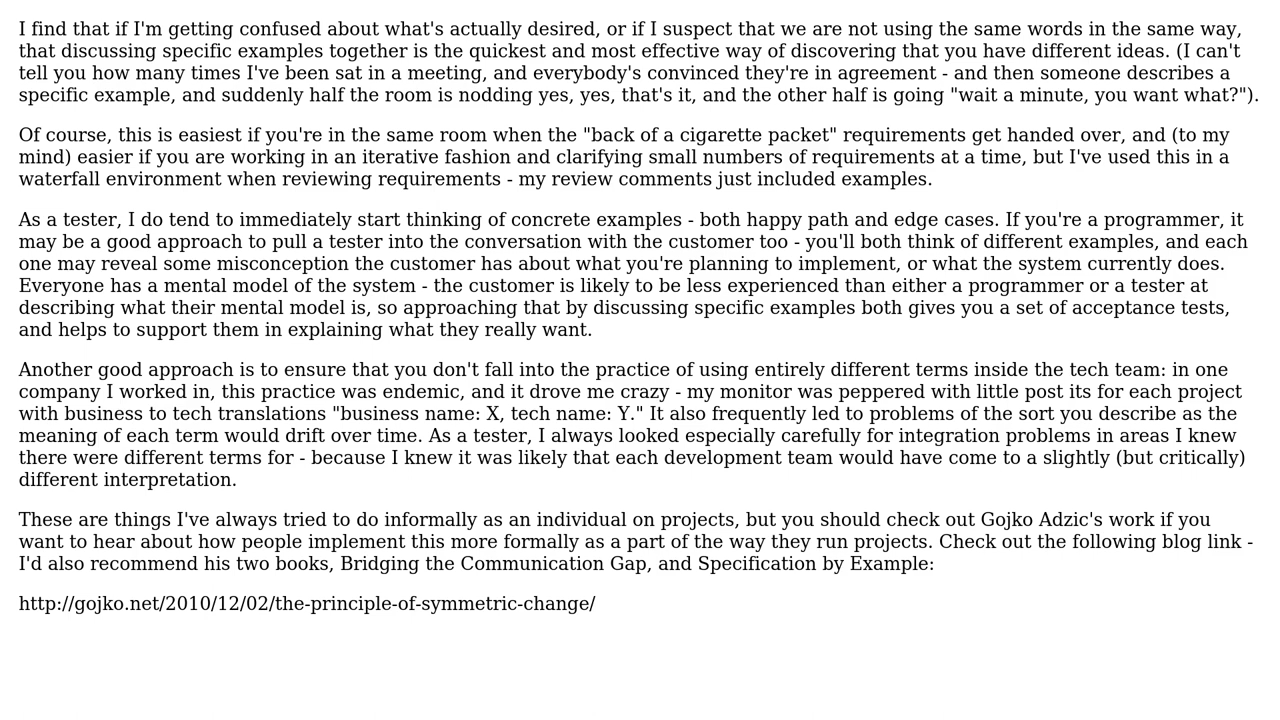 I find that if I'm getting confused about what's actually desired, or if I suspect that we are not using the same words in the same way,
that discussing specific examples together is the quickest and most effective way of discovering that you have different ideas. (I can't
tell you how many times I've been sat in a meeting, and everybody's convinced they're in agreement - and then someone describes a
specific example, and suddenly half the room is nodding yes, yes, that's it, and the other half is going "wait a minute, you want what?").
Of course, this is easiest if you're in the same room when the "back of a cigarette packet" requirements get handed over, and (to my
mind) easier if you are working in an iterative fashion and clarifying small numbers of requirements at a time, but I've used this in a
waterfall environment when reviewing requirements - my review comments just included examples.
As a tester, I do tend to immediately start thinking of concrete examples - both happy path and edge cases. If you're a programmer, it
may be a good approach to pull a tester into the conversation with the customer too - you'll both think of different examples, and each
one may reveal some misconception the customer has about what you're planning to implement, or what the system currently does.
Everyone has a mental model of the system - the customer is likely to be less experienced than either a programmer or a tester at
describing what their mental model is, so approaching that by discussing specific examples both gives you a set of acceptance tests,
and helps to support them in explaining what they really want.
Another good approach is to ensure that you don't fall into the practice of using entirely different terms inside the tech team: in one
company I worked in, this practice was endemic, and it drove me crazy - my monitor was peppered with little post its for each project
with business to tech translations "business name: X, tech name: Y." It also frequently led to problems of the sort you describe as the
meaning of each term would drift over time. As a tester, I always looked especially carefully for integration problems in areas I knew
there were different terms for - because I knew it was likely that each development team would have come to a slightly (but critically)
different interpretation.
These are things I've always tried to do informally as an individual on projects, but you should check out Gojko Adzic's work if you
want to hear about how people implement this more formally as a part of the way they run projects. Check out the following blog link -
I'd also recommend his two books, Bridging the Communication Gap, and Specification by Example:
http://gojko.net/2010/12/02/the-principle-of-symmetric-change/